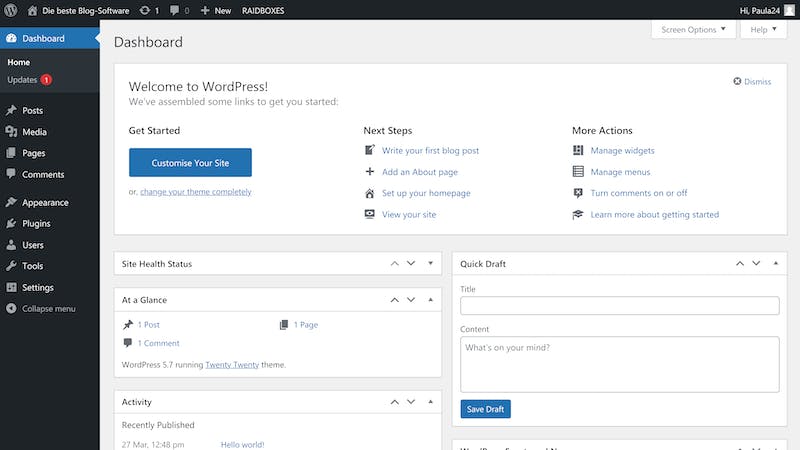 Die beste Blog-Software 1 0 New RAIDBOXES Hi, Paula24
Dashboard
Home
Updates 1
Posts
Media
Pages
Comments
Appearance
Plugins
Users
Tools
Settings
Collapse menu
Screen Options Help
Dashboard
Welcome to WordPress!
We've assembled some links to get you started:
Dismiss
Get Started
Customise Your Site
or, change your theme completely
Next Steps
Write your first blog post
Add an About page
Set up your homepage
View your site
More Actions
Manage widgets
Manage menus
Turn comments on or off
Learn more about getting started
Site Health Status
At a Glance
1 Post 1 Page
1 Comment
WordPress 5.7 running Twenty Twenty theme.
Activity
Recently Published
27 Mar, 12:48 pm Hello world!
Quick Draft
Title
Content
What's on your mind?
Save Draft